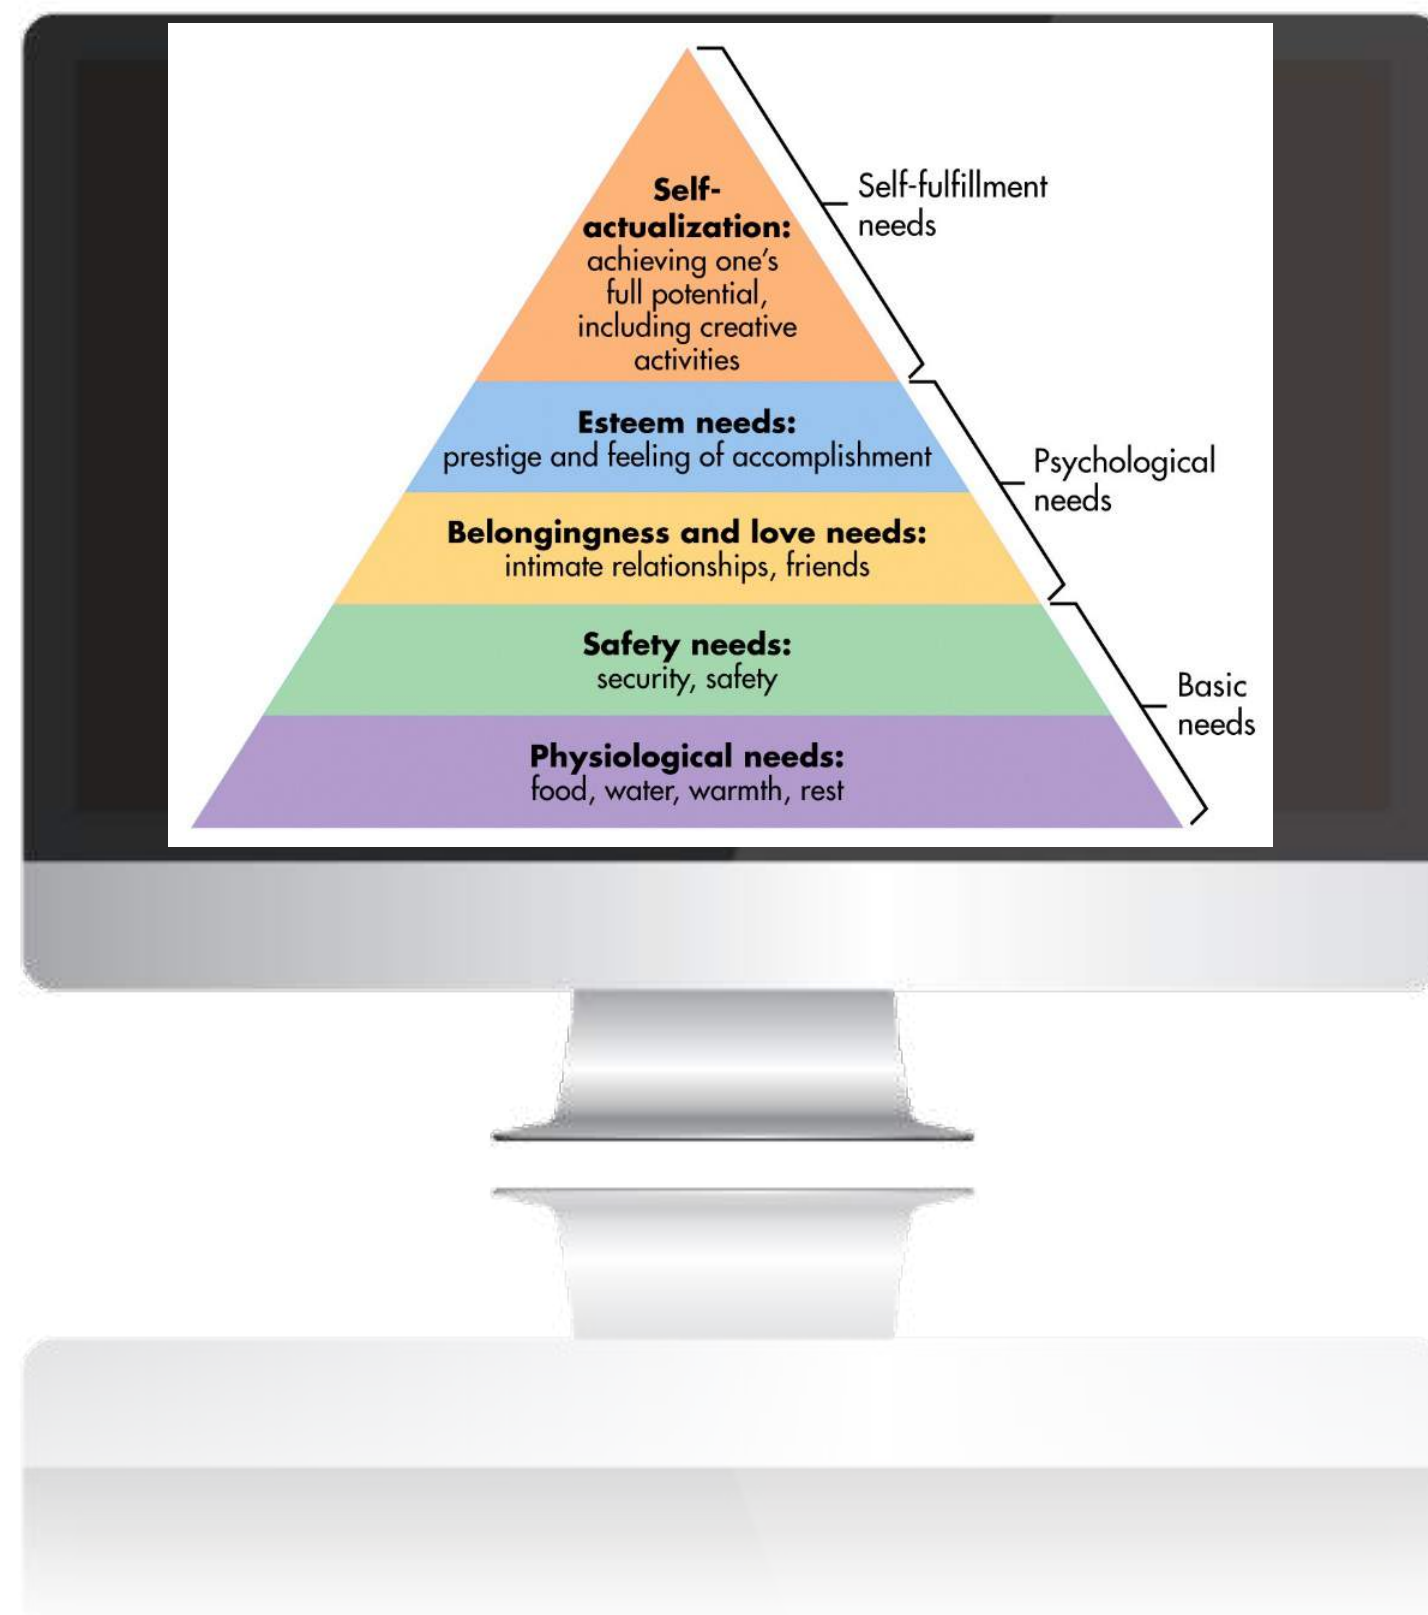 Self-
actualization:
achieving one's
full potential,
including creative
activities
Self-fulfillment
needs
Esteem needs:
prestige and feeling of accomplishment
Psychological
needs
Belongingness and love needs:
intimate relationships, friends
Safety needs:
security, safety
Basic
needs
Physiological needs:
food, water, warmth, rest